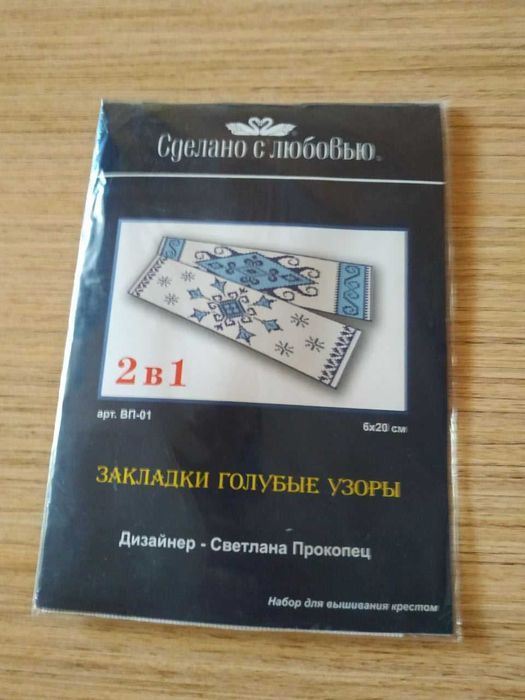 Сделано с любовью®
2 в 1
арт. ВП-01
6х20 см
ЗАКЛАДКИ ГОЛУБЫЕ УЗОРЫ
Дизайнер - Светлана Прокопец
Набор для вышивания крестом